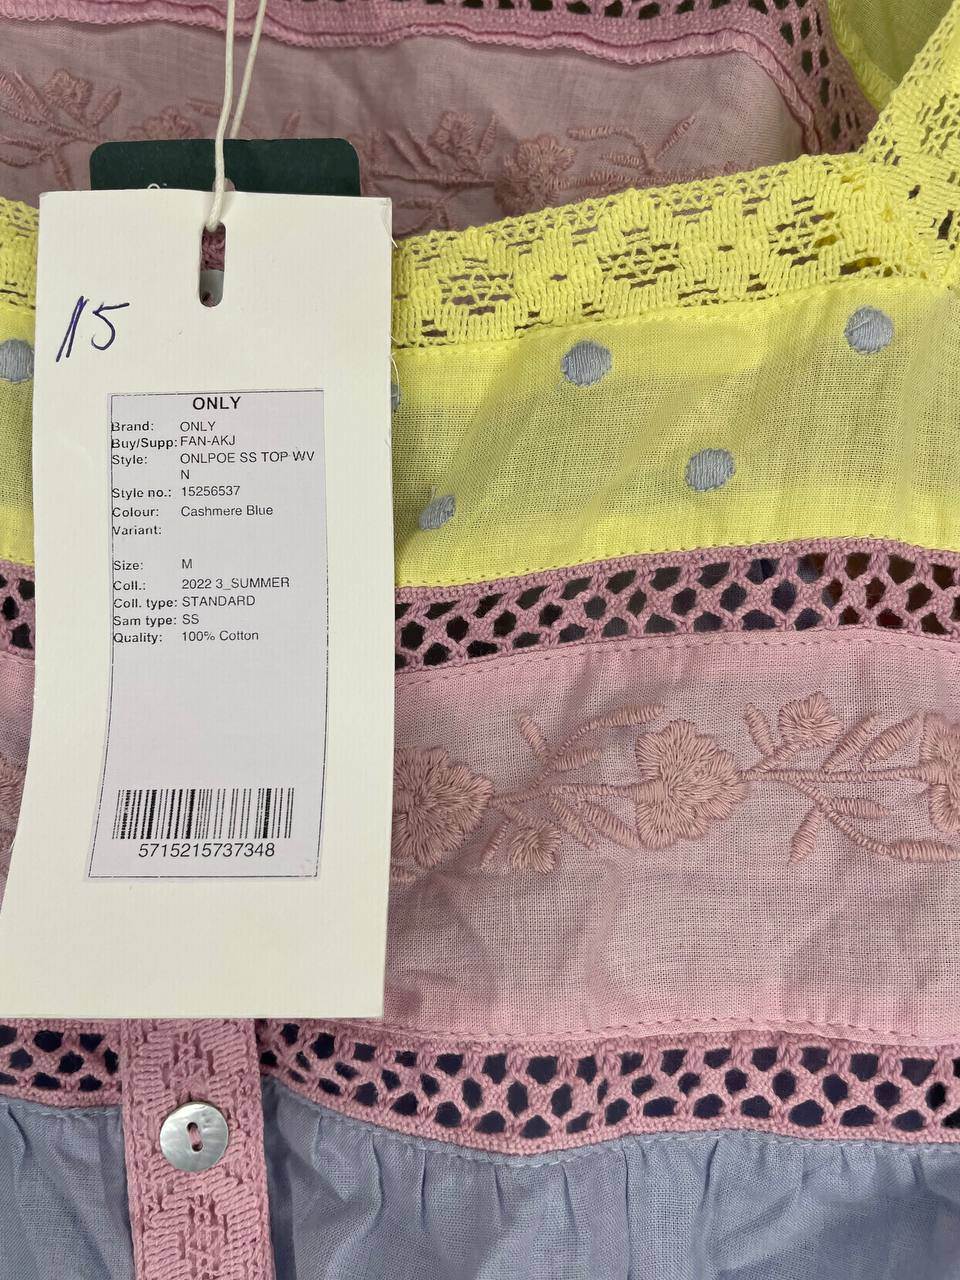 15
ONLY
Brand: ONLY
Buy/Supp: FAN-AKJ
Style: ONLPOE SS TOP WV
N
Style no.: 15256537
Colour: Cashmere Blue
Variant:
Size: M
Coll.: 2022 3_SUMMER
Coll. type: STANDARD
Sam type: SS
Quality: 100% Cotton
5715215737348